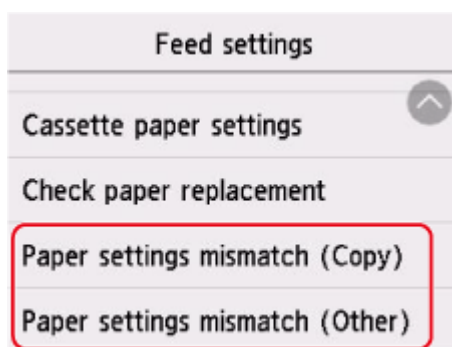 Feed settings
Cassette paper settings
Check paper replacement
Paper settings mismatch (Copy)
Paper settings mismatch (Other)